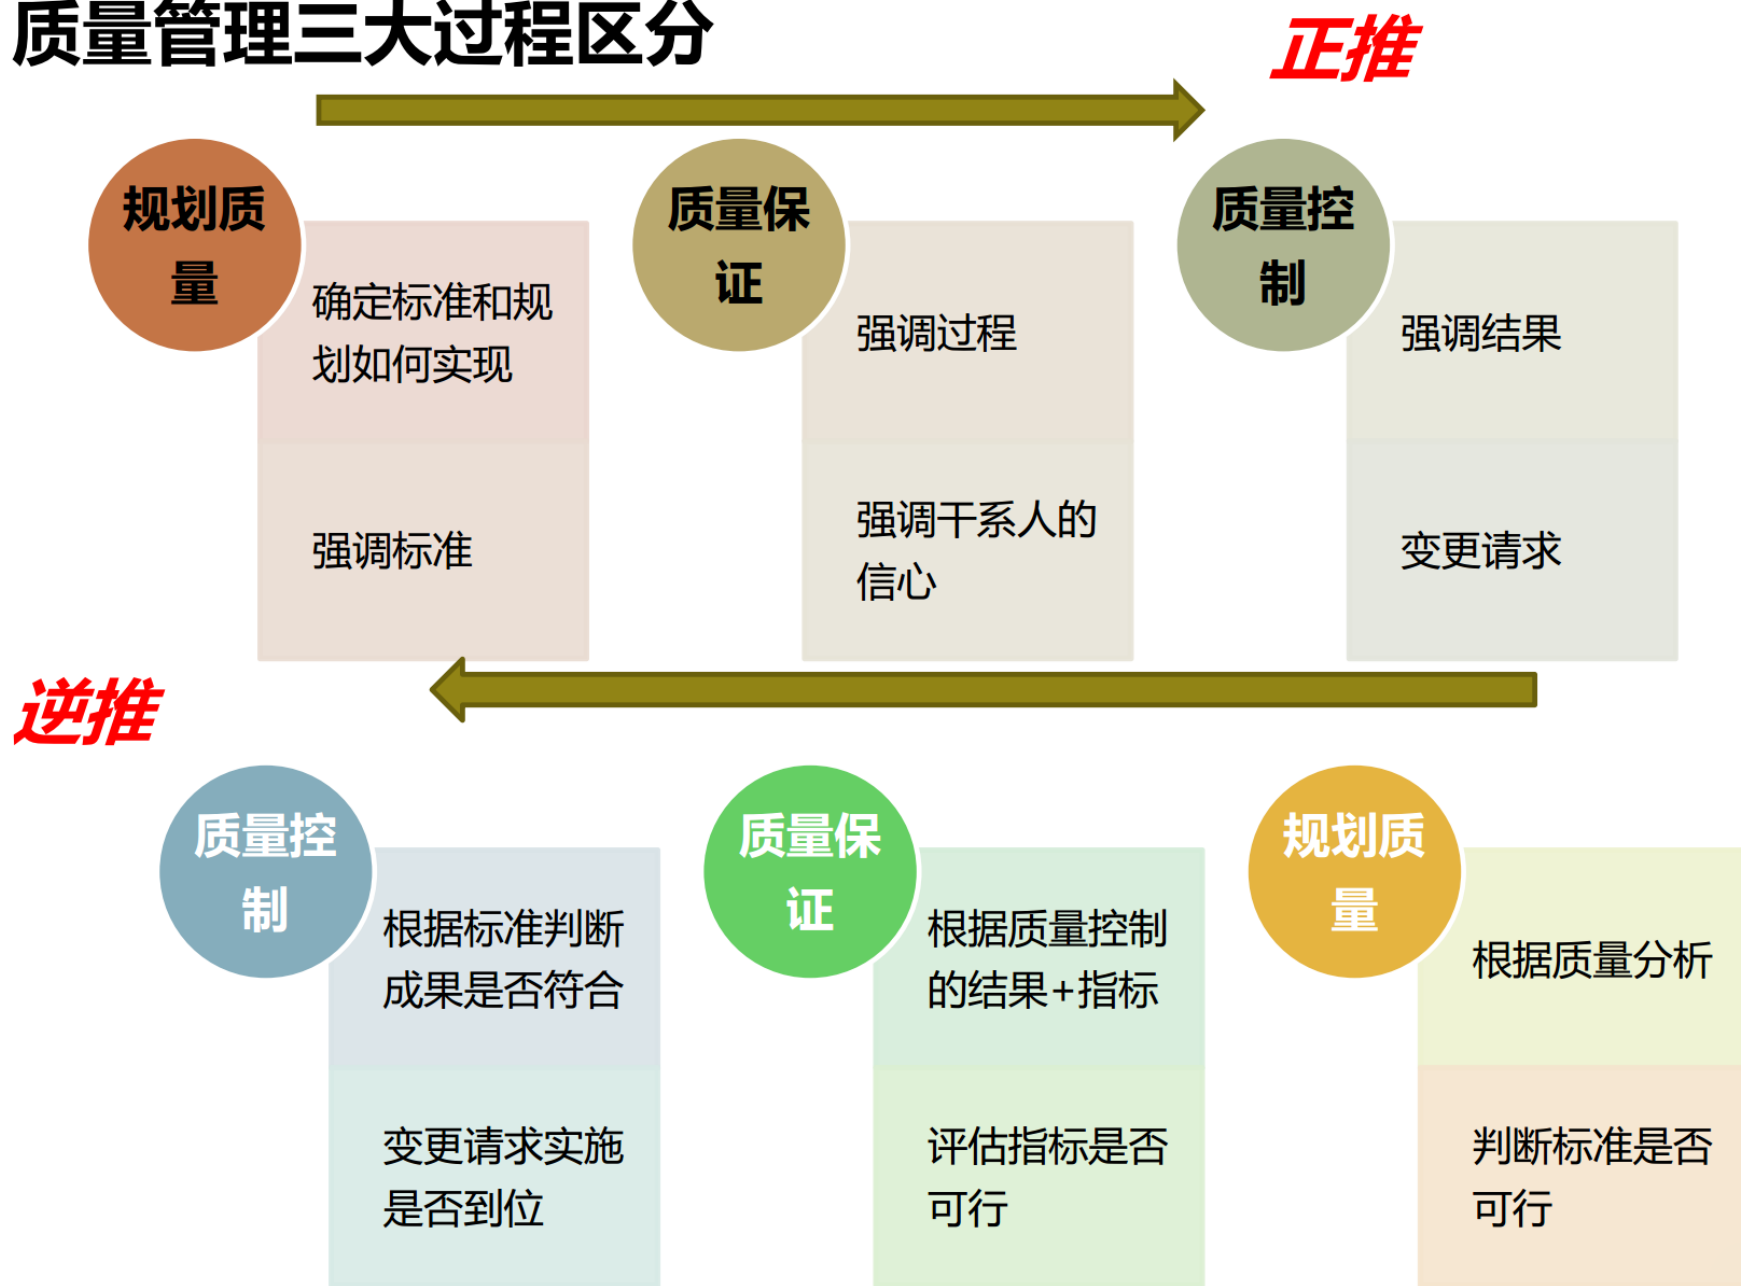 质量管理三大过程区分
正推
规划质
量
确定标准和规
划如何实现
强调标准
质量保
证
强调过程
强调干系人的
信心
质量控
制
强调结果
变更请求
逆推
质量控
制
根据标准判断
成果是否符合
变更请求实施
是否到位
质量保
证
根据质量控制
的结果+指标
评估指标是否
可行
规划质
量
根据质量分析
判断标准是否
可行